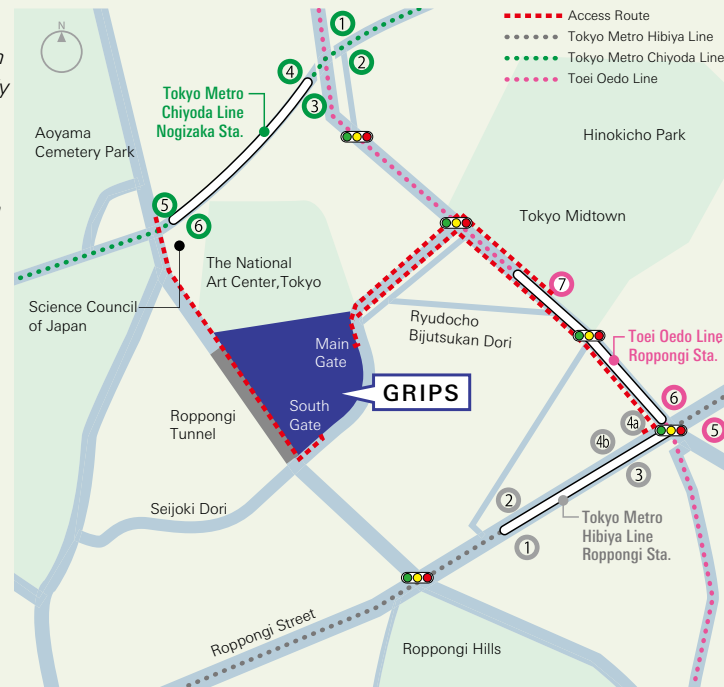 Access Route
Tokyo Metro Hibiya Line
Tokyo Metro Chiyoda Line
Toei Oedo Line
N
1
2
4
3
Tokyo Metro
Chiyoda Line
Nogizaka Sta.
Aoyama
Cemetery Park
Hinokicho Park
5
6
Tokyo Midtown
The National
Art Center,Tokyo
7
Science Council
of Japan
Ryudocho
Bijutsukan Dori
Main
Gate
Toei Oedo Line
Roppongi Sta.
GRIPS
South
Gate
Roppongi
Tunnel
6
5
4a
4b
3
2
1
Seijoki Dori
Tokyo Metro
Hibiya Line
Roppongi Sta.
Roppongi Street
Roppongi Hills